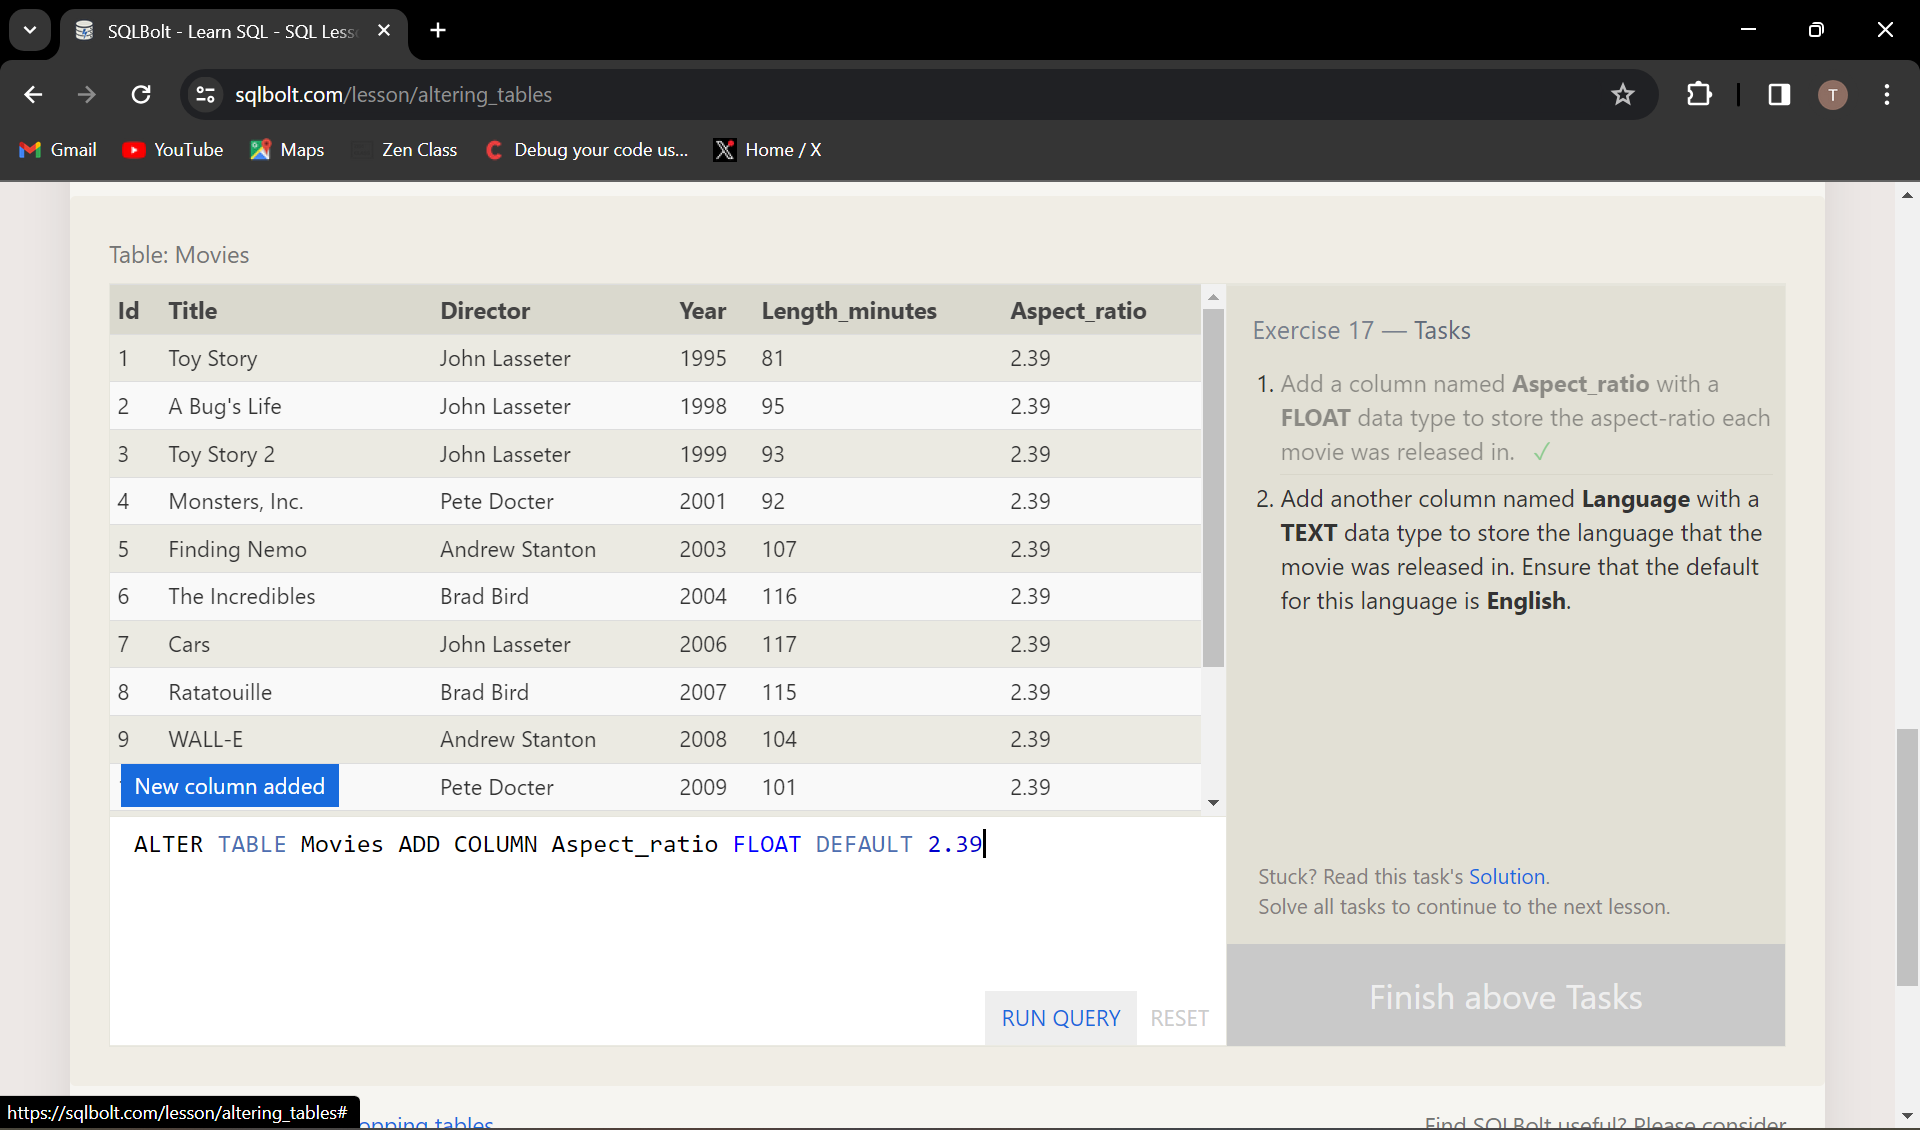 SQLBolt - Learn SQL - SQL Less
sqlbolt.com/lesson/altering_tables
T
Gmail YouTube Maps Zen Class Debug your code us... Home / X
Table: Movies
Id Title Director Year Length_minutes Aspect_ratio
1 Toy Story John Lasseter 1995 81 2.39
2 A Bug's Life John Lasseter 1998 95 2.39
3 Toy Story 2 John Lasseter 1999 93 2.39
4 Monsters, Inc. Pete Docter 2001 92 2.39
5 Finding Nemo Andrew Stanton 2003 107 2.39
6 The Incredibles Brad Bird 2004 116 2.39
7 Cars John Lasseter 2006 117 2.39
8 Ratatouille Brad Bird 2007 115 2.39
9 WALL-E Andrew Stanton 2008 104 2.39
New column added Pete Docter 2009 101 2.39
ALTER TABLE Movies ADD COLUMN Aspect_ratio FLOAT DEFAULT 2.39
RUN QUERY RESET
Exercise 17 — Tasks
1. Add a column named Aspect_ratio with a
FLOAT data type to store the aspect-ratio each
movie was released in. ✓
2. Add another column named Language with a
TEXT data type to store the language that the
movie was released in. Ensure that the default
for this language is English.
Stuck? Read this task's Solution.
Solve all tasks to continue to the next lesson.
Finish above Tasks
https://sqlbolt.com/lesson/altering_tables#
opping tables
Find SQLBolt useful? Please consider